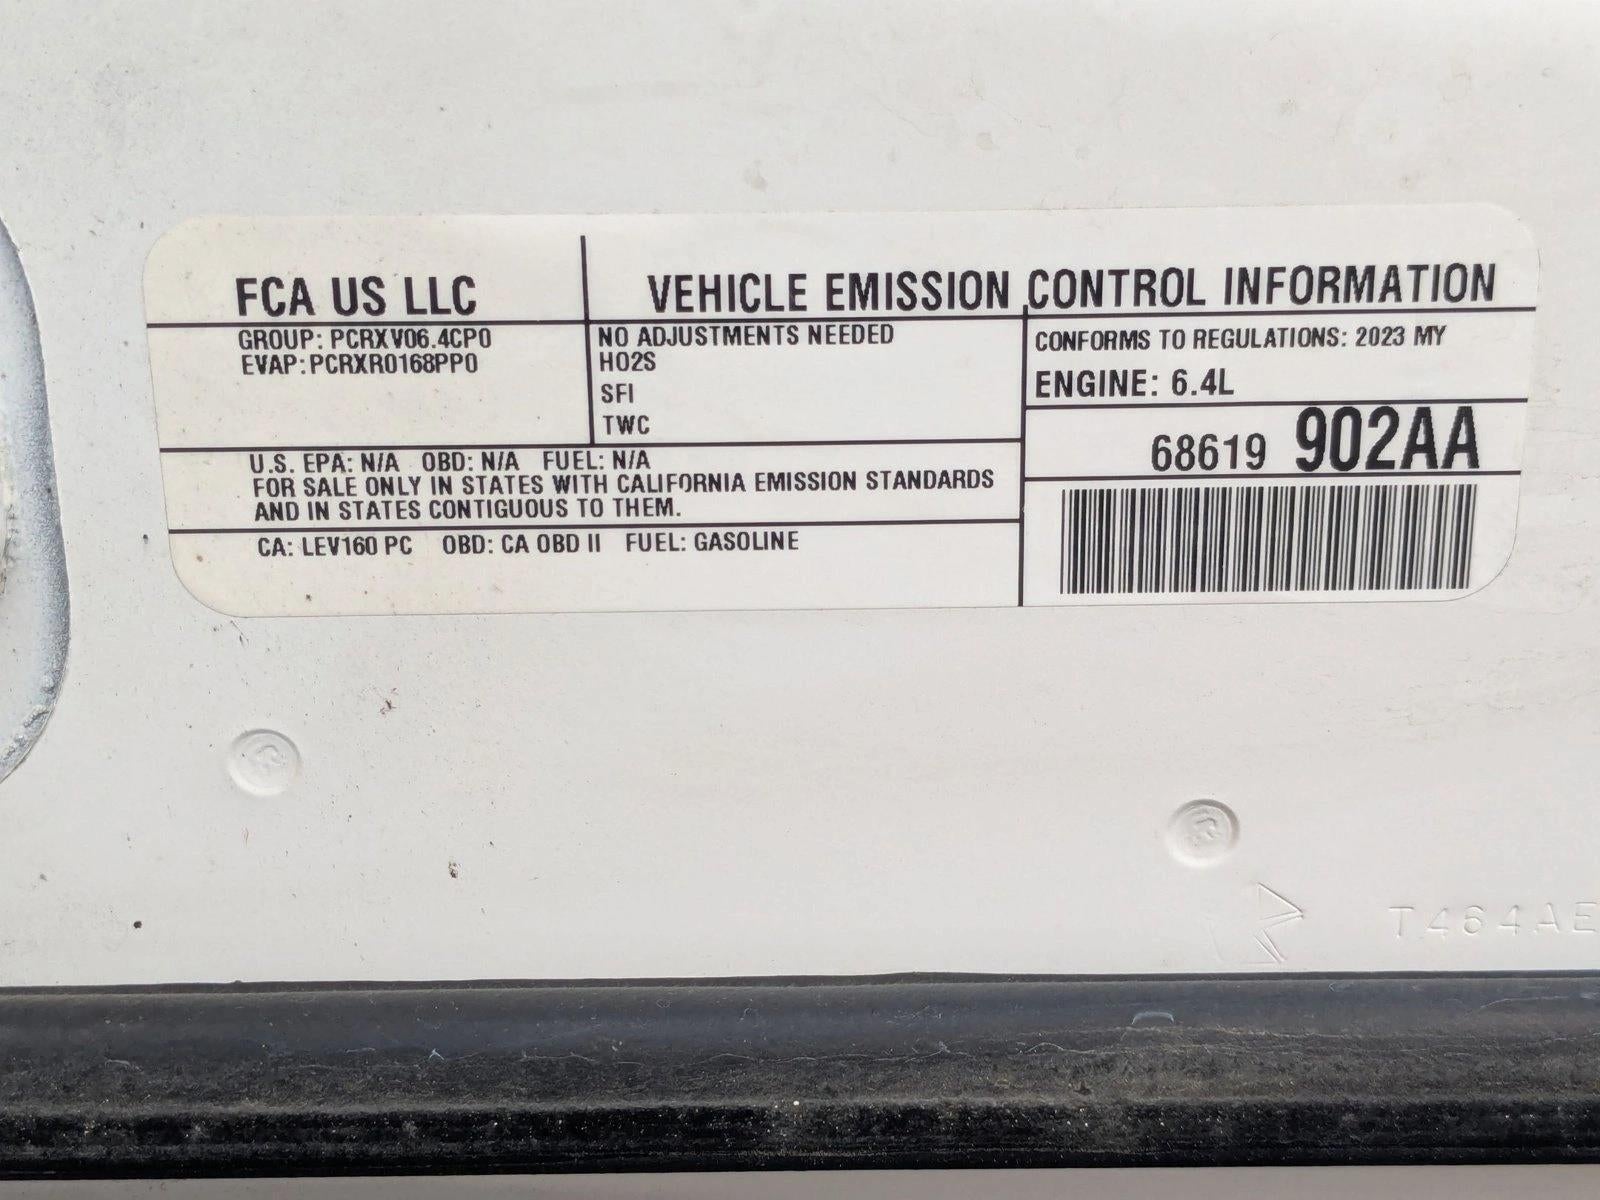 FCA US LLC
VEHICLE EMISSION CONTROL INFORMATION
GROUP: PCRXV06.4CP0
EVAP: PCRXR0168PP0
NO ADJUSTMENTS NEEDED
HO2S
SFI
TWC
CONFORMS TO REGULATIONS: 2023 MY
ENGINE: 6.4L
68619 902AA
U.S. EPA: N/A OBD: N/A FUEL: N/A
FOR SALE ONLY IN STATES WITH CALIFORNIA EMISSION STANDARDS
AND IN STATES CONTIGUOUS TO THEM.
CA: LEV160 PC OBD: CA OBD II FUEL: GASOLINE
T464AE